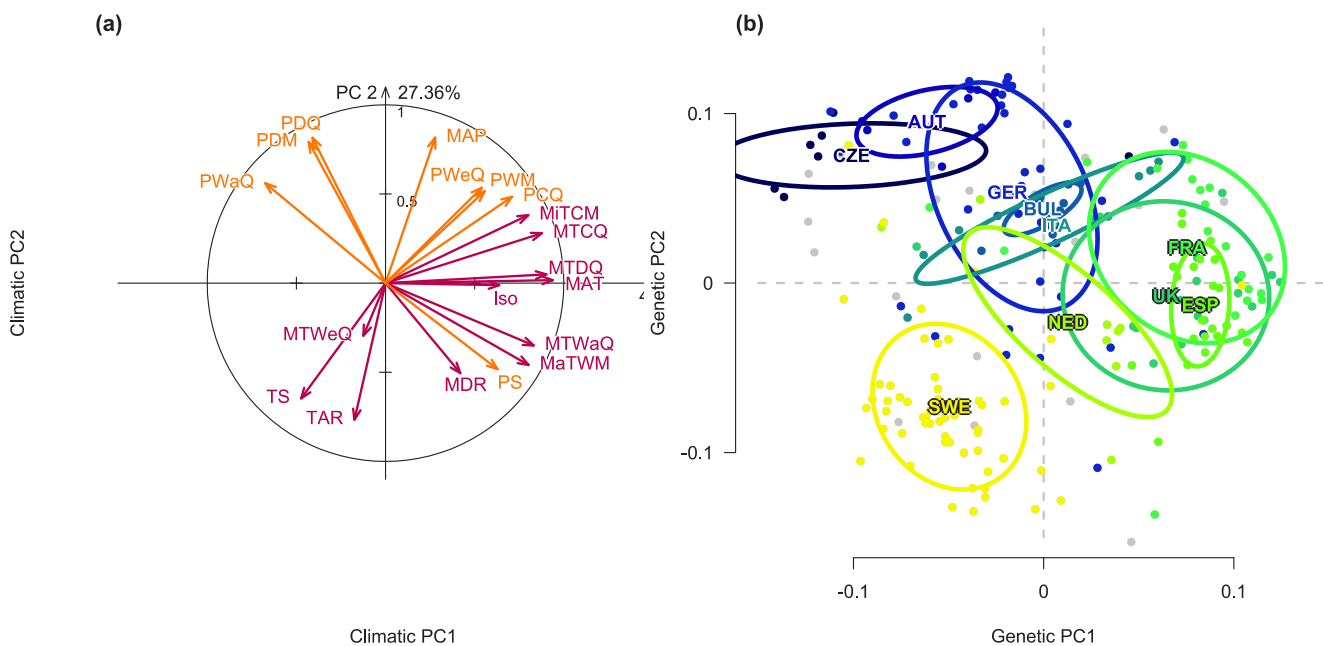 (a)
PC 2 27.36%
1
PDQ
PDM
MAP
PWaQ
PWeQ
PWM
PCQ
0.5
MiTCM
MTCQ
MTDQ
MAT
Iso
MTWeQ
MTWaQ
MaTWM
MDR
PS
TS
TAR
Climatic PC2
Climatic PC1
(b)
0.1
0
-0.1
AUT
CZE
GER
BUL
ITA
FRA
UK
ESP
NED
SWE
-0.1
0
0.1
Genetic PC2
Genetic PC1